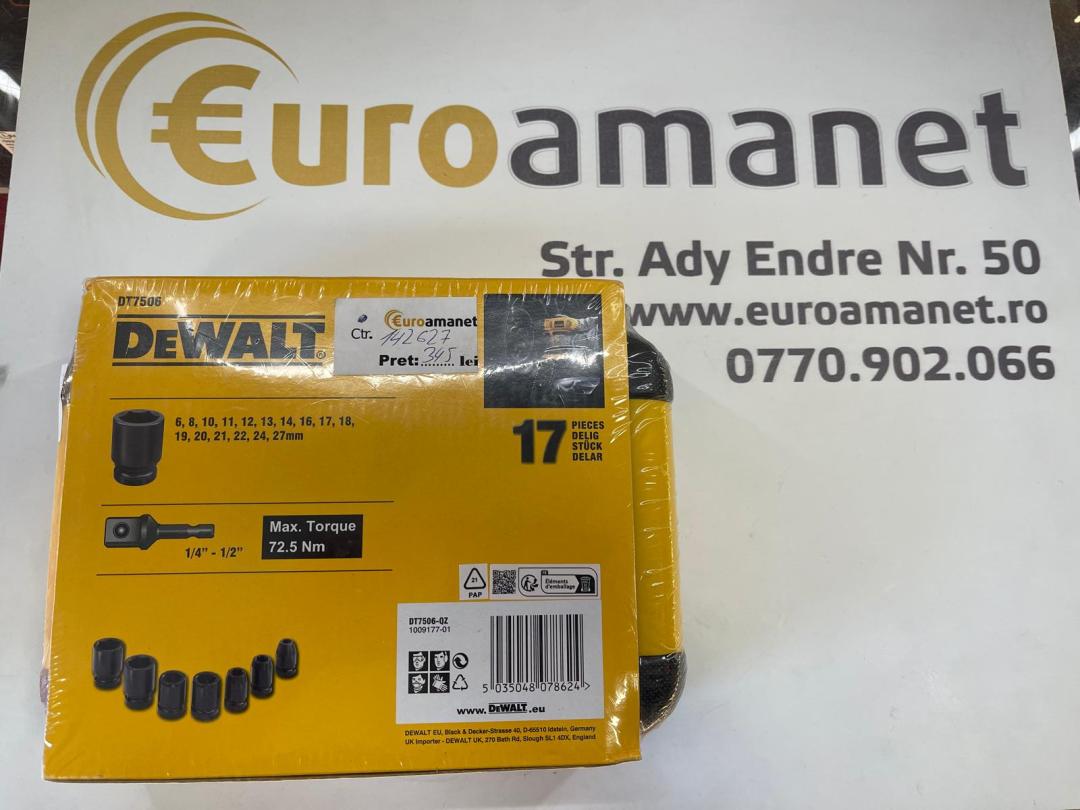 €uroamanet
Str. Ady Endre Nr. 50
www.euroamanet.ro
0770.902.066
DT7506
DEWALT®
€uroamanet
Ctr. 142627
Pret: 345 lei
6, 8, 10, 11, 12, 13, 14, 16, 17, 18,
19, 20, 21, 22, 24, 27mm
17
PIECES
DELIG
STÜCK
DELAR
1/4" - 1/2"
Max. Torque
72.5 Nm
21
PAP
Éléments
d'emballage
DT7506-QZ
1009177-01
5 035048 078624 >
www.DEWALT.eu
DEWALT EU, Black & Decker-Strasse 40, D-65510 Idstein, Germany
UK Importer - DEWALT UK, 270 Bath Rd, Slough SL1 4DX, England